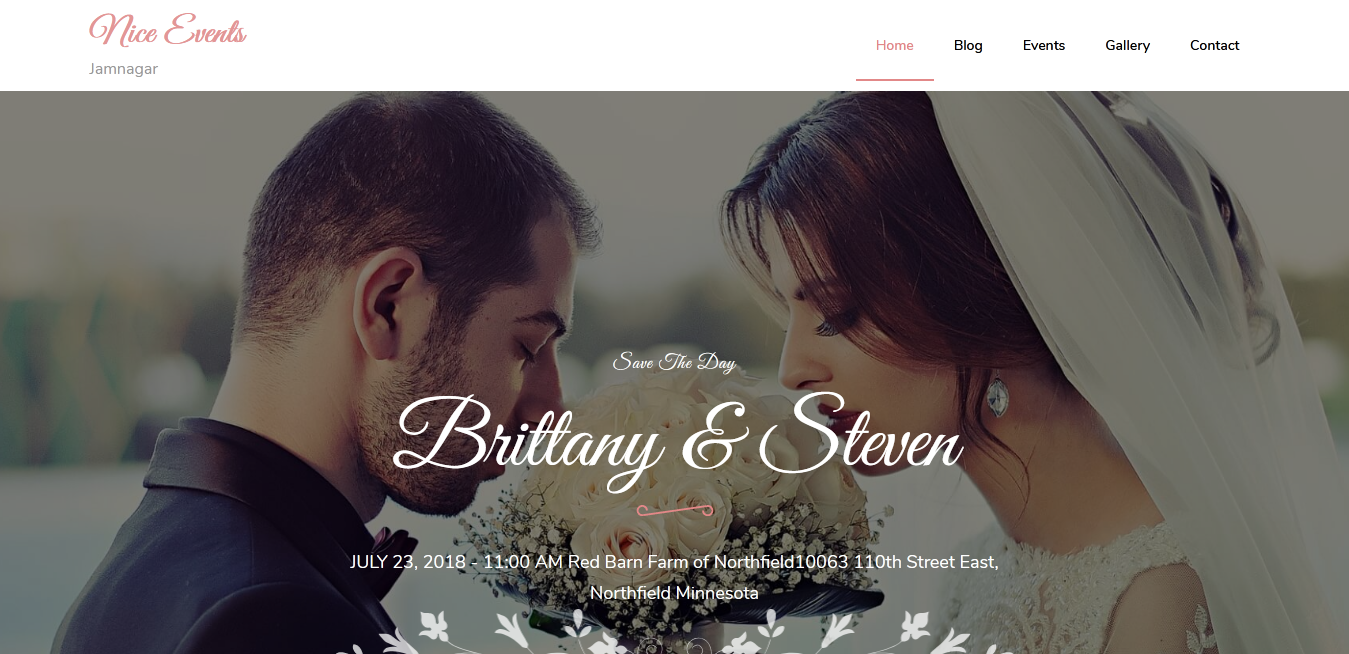 Nice Events
Jamnagar
Home Blog Events Gallery Contact
Save The Day
Brittany & Steven
JULY 23, 2018 - 11:00 AM Red Barn Farm of Northfield10063 110th Street East,
Northfield Minnesota